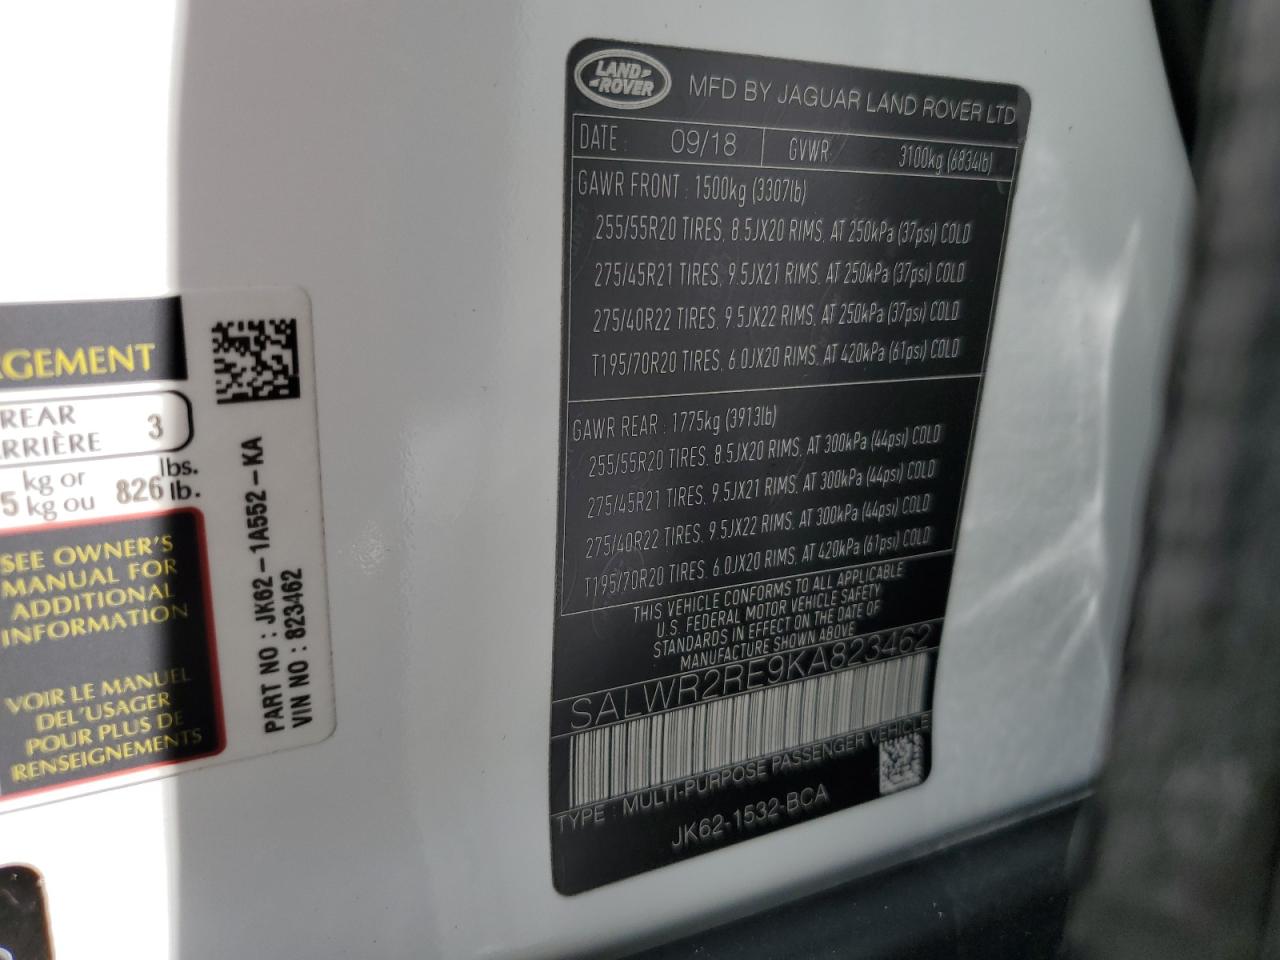 GEMENT
REAR 3
RRIÈRE
kg or lbs.
5 kg ou 826 lb.
SEE OWNER'S
MANUAL FOR
ADDITIONAL
INFORMATION
VOIR LE MANUEL
DEL'USAGER
POUR PLUS DE
RENSEIGNEMENTS
PART NO : JK62-1A552-KA
VIN NO : 823462
LAND-
-ROVER
MFD BY JAGUAR LAND ROVER LTD
DATE : 09/18 GVWR: 3100kg (6834lb)
GAWR FRONT : 1500kg (3307lb)
255/55R20 TIRES, 8.5JX20 RIMS, AT 250kPa (37psi) COLD
275/45R21 TIRES, 9.5JX21 RIMS, AT 250kPa (37psi) COLD
275/40R22 TIRES, 9.5JX22 RIMS, AT 250kPa (37psi) COLD
T195/70R20 TIRES, 6.0JX20 RIMS, AT 420kPa (61psi) COLD
GAWR REAR : 1775kg (3913lb)
255/55R20 TIRES, 8.5JX20 RIMS, AT 300kPa (44psi) COLD
275/45R21 TIRES, 9.5JX21 RIMS, AT 300kPa (44psi) COLD
275/40R22 TIRES, 9.5JX22 RIMS, AT 300kPa (44psi) COLD
T195/70R20 TIRES, 6.0JX20 RIMS, AT 420kPa (61psi) COLD
THIS VEHICLE CONFORMS TO ALL APPLICABLE
U.S. FEDERAL MOTOR VEHICLE SAFETY
STANDARDS IN EFFECT ON THE DATE OF
MANUFACTURE SHOWN ABOVE
SALWR2RE9KA823462
TYPE : MULTI-PURPOSE PASSENGER VEHICLE
JK62-1532-BCA